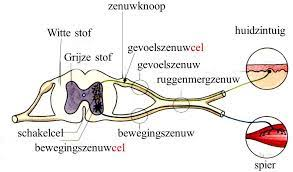 zenuwknoop
Witte stof
gevoelszenuwcel
huidzintuig
Grijze stof
gevoelszenuw
ruggenmergzenuw
schakelcel
bewegingszenuw
bewegingszenuwcel
spier